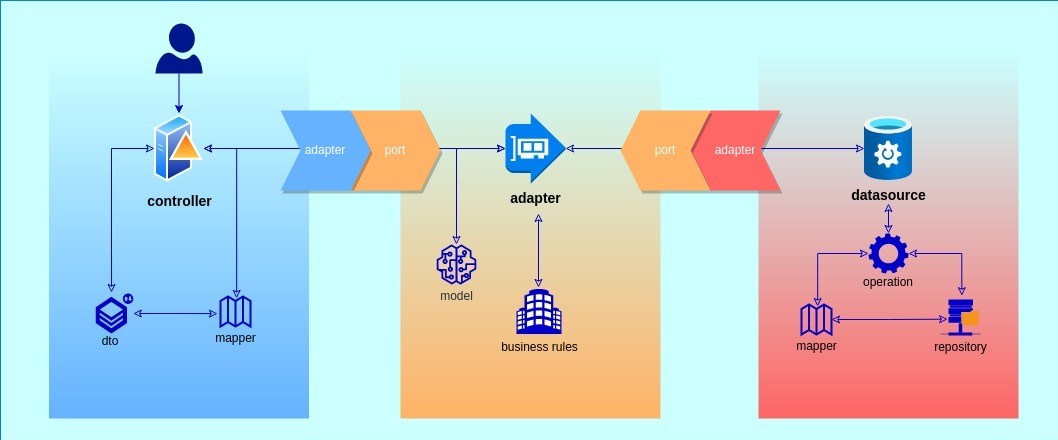 adapter
port
port
adapter
controller
adapter
datasource
model
operation
dto
mapper
business rules
mapper
repository